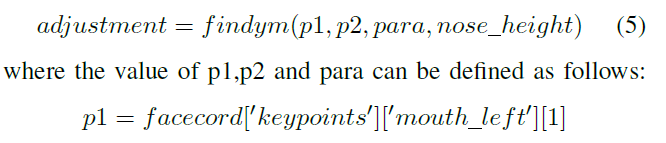 adjustment = findym(p1, p2, para, nose_height) (5)
where the value of p1,p2 and para can be defined as follows:
p1 = facecord['keypoints']['mouth_left'][1]